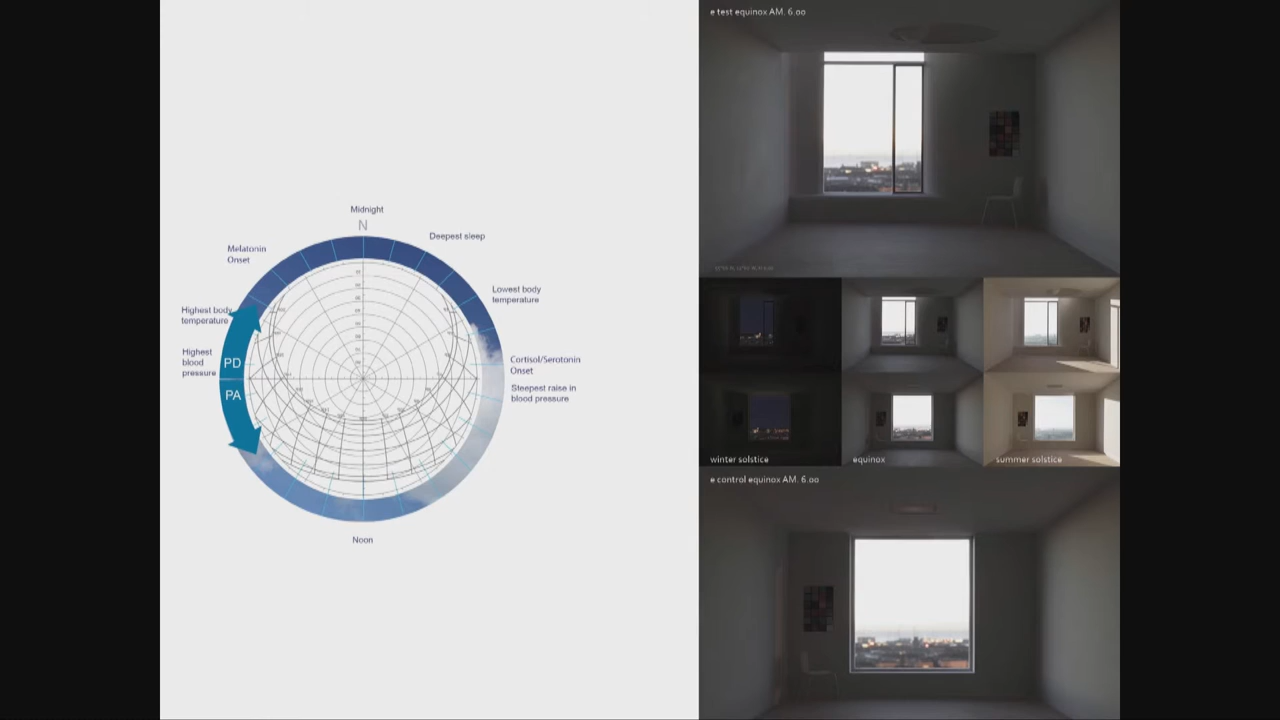 Midnight
N
Melatonin
Onset
Deepest sleep
Highest body
temperature
Lowest body
temperature
Highest
blood
pressure
PD
PA
Cortisol/Serotonin
Onset
Steepest raise in
blood pressure
Noon
e test equinox AM. 6.00
winter solstice
equinox
summer solstice
e control equinox AM. 6.00